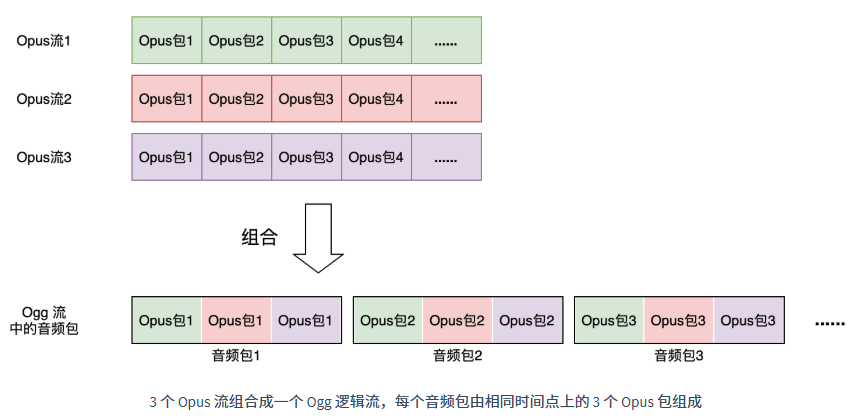 Opus流1 Opus包1 Opus包2 Opus包3 Opus包4 ......
Opus流2 Opus包1 Opus包2 Opus包3 Opus包4 ......
Opus流3 Opus包1 Opus包2 Opus包3 Opus包4 ......
组合
Ogg 流
中的音频包
Opus包1 Opus包1 Opus包1 Opus包2 Opus包2 Opus包2 Opus包3 Opus包3 Opus包3 ......
音频包1 音频包2 音频包3
3 个 Opus 流组合成一个 Ogg 逻辑流，每个音频包由相同时间点上的 3 个 Opus 包组成